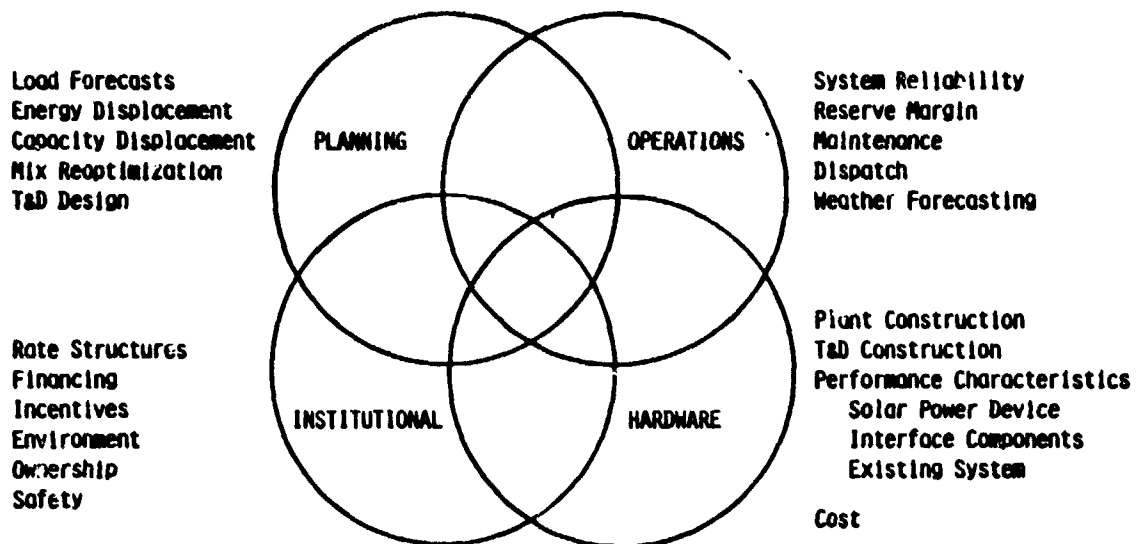 Load Forecasts
Energy Displacement
Capacity Displacement
Mix Reoptimization
T&D Design
PLANNING
OPERATIONS
System Reliability
Reserve Margin
Maintenance
Dispatch
Weather Forecasting
Rate Structures
Financing
Incentives
Environment
Ownership
Safety
INSTITUTIONAL
HARDWARE
Plant Construction
T&D Construction
Performance Characteristics
Solar Power Device
Interface Components
Existing System
Cost